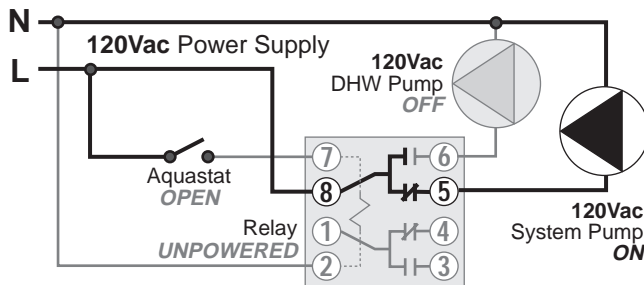 N
120Vac Power Supply
L
120Vac
DHW Pump
OFF
Aquastat
OPEN
7
6
8
5
Relay
UNPOWERED
1
4
2
3
120Vac
System Pump
ON